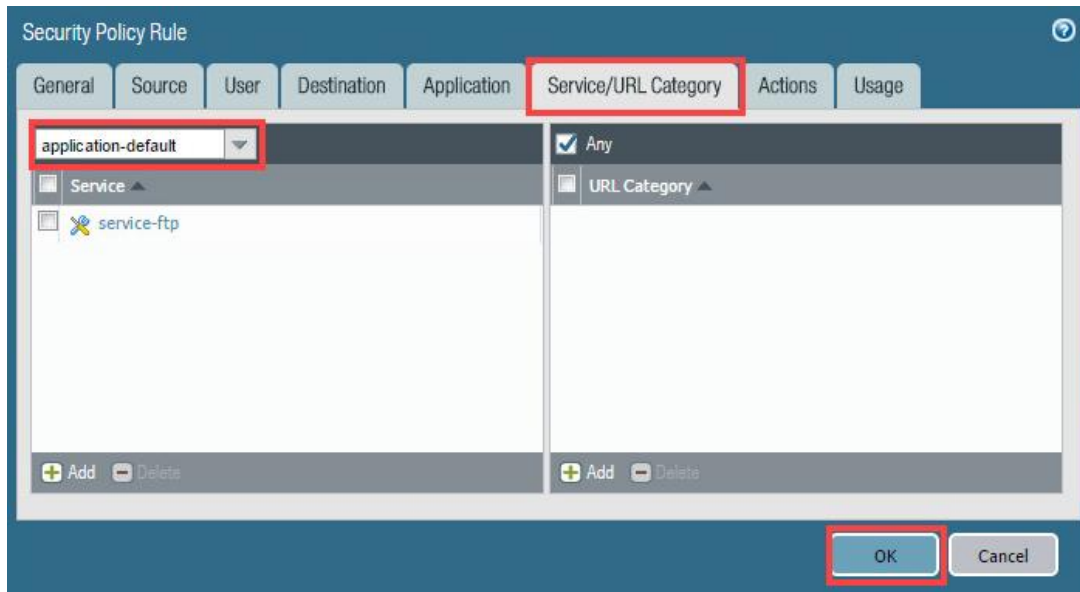 Security Policy Rule
General Source User Destination Application Service/URL Category Actions Usage
application-default Any
Service URL Category
service-ftp
Add Delete Add Delete
OK Cancel